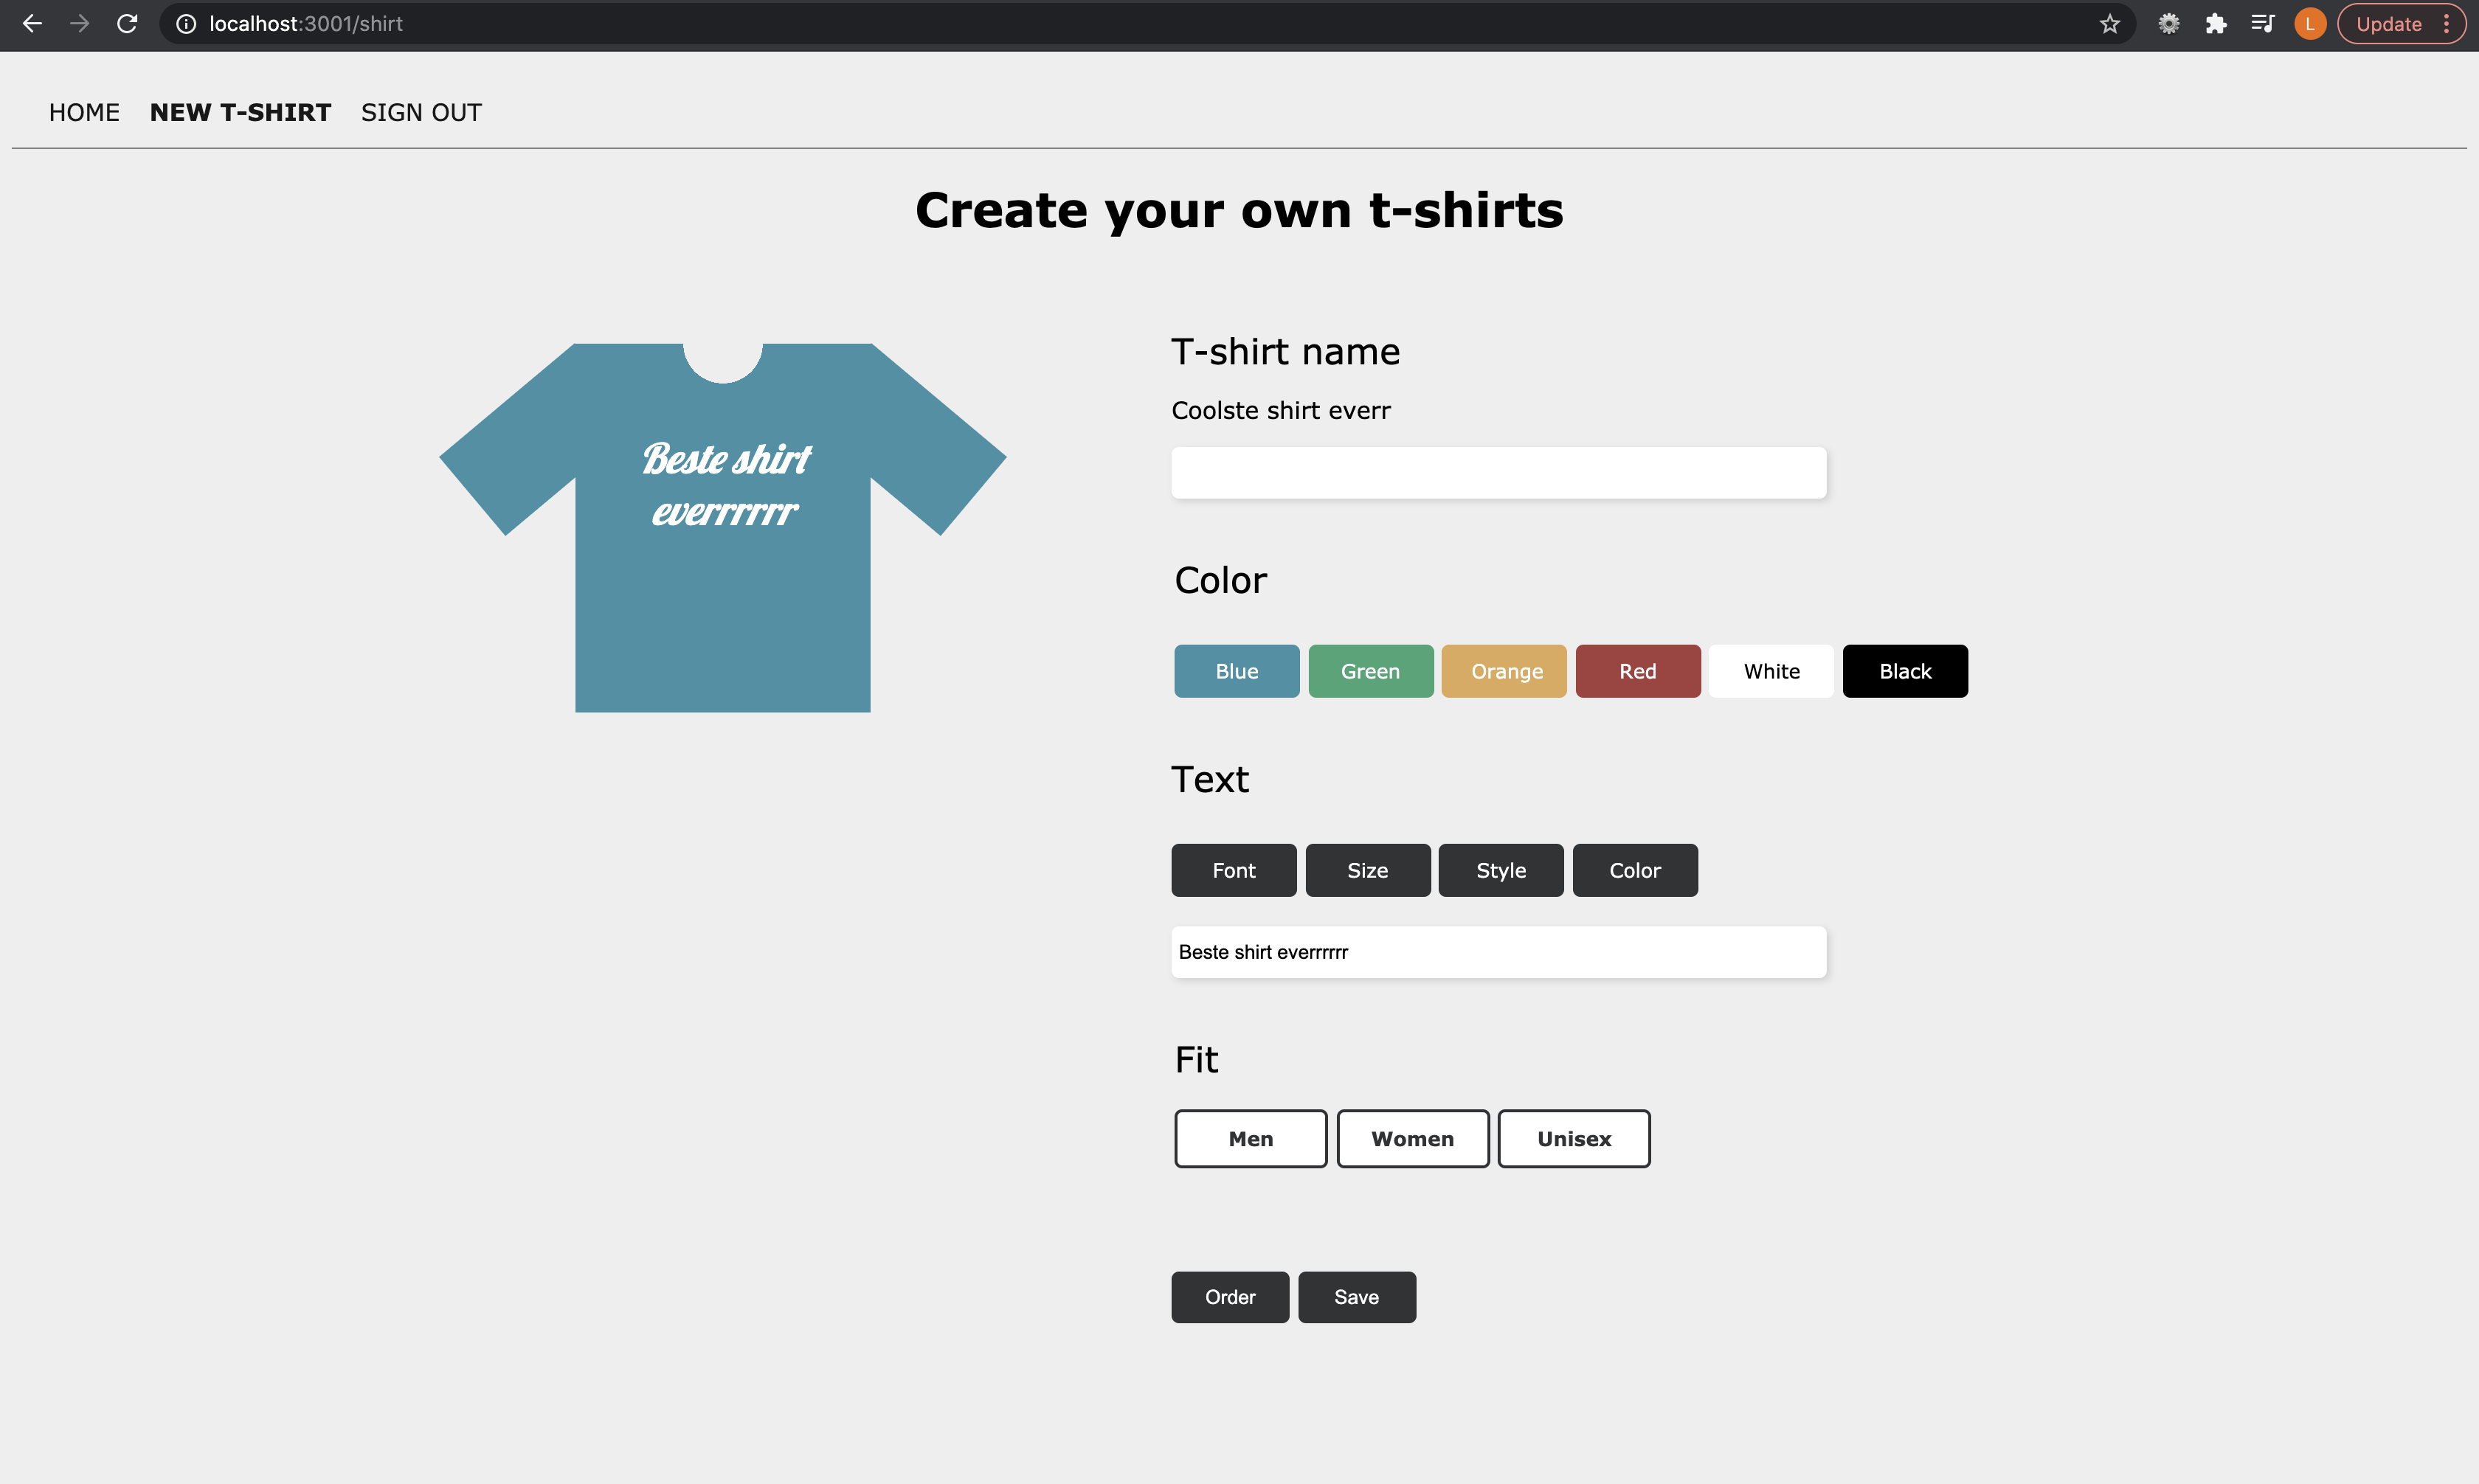 localhost:3001/shirt
L
Update
HOME NEW T-SHIRT SIGN OUT
Create your own t-shirts
Beste shirt
everrrrrr
T-shirt name
Coolste shirt everr
Color
Blue Green Orange Red White Black
Text
Font Size Style Color
Beste shirt everrrrrr
Fit
Men Women Unisex
Order Save